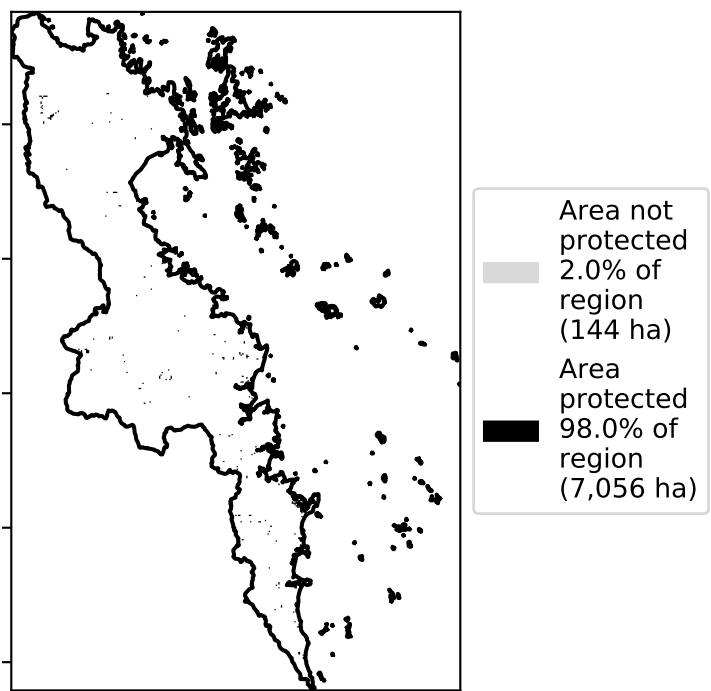 Area not
protected
2.0% of
region
(144 ha)
Area
protected
98.0% of
region
(7,056 ha)